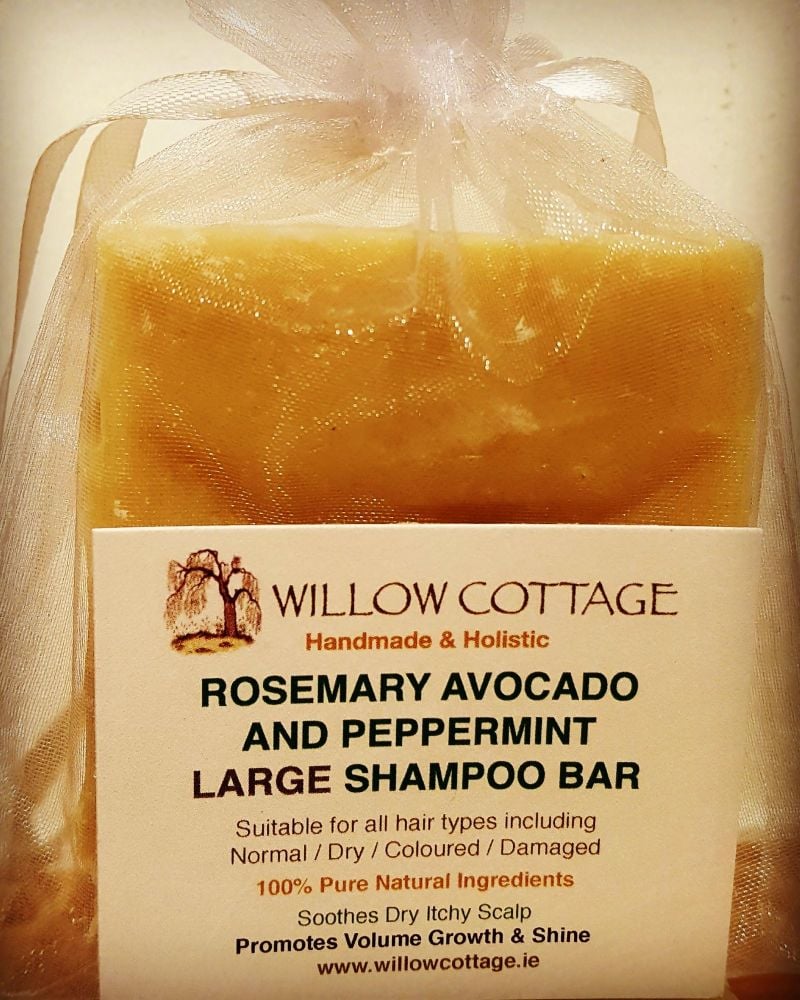 WILLOW COTTAGE
Handmade & Holistic
ROSEMARY AVOCADO
AND PEPPERMINT
LARGE SHAMPOO BAR
Suitable for all hair types including
Normal / Dry / Coloured / Damaged
100% Pure Natural Ingredients
Soothes Dry Itchy Scalp
Promotes Volume Growth & Shine
www.willowcottage.ie